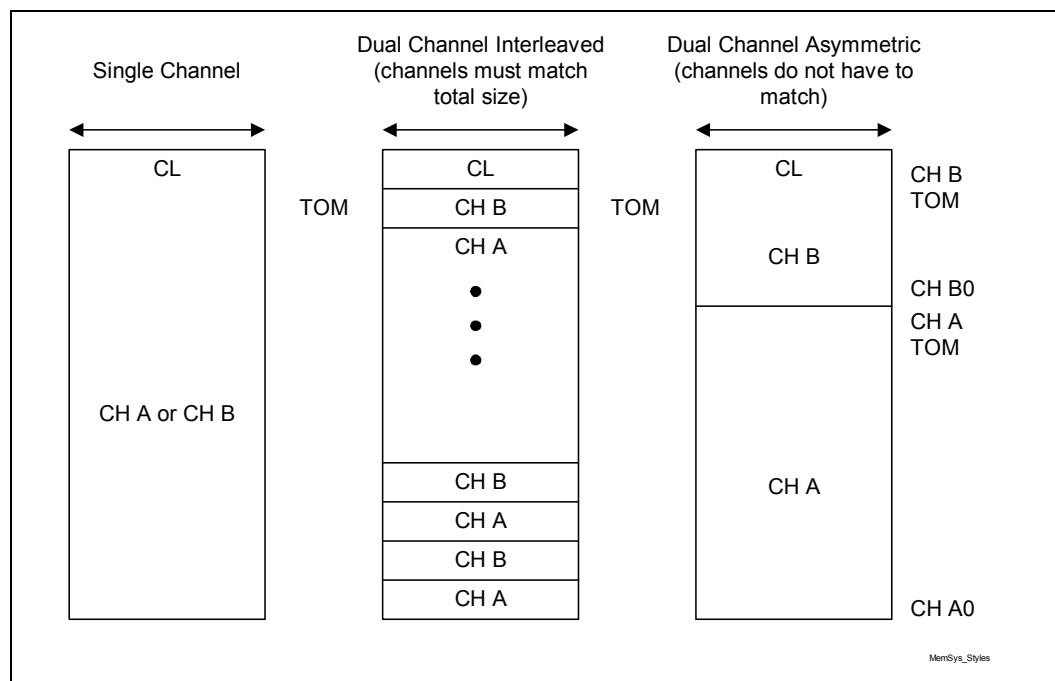 Single Channel
Dual Channel Interleaved
(channels must match
total size)
Dual Channel Asymmetric
(channels do not have to
match)
CL
CH A or CH B
TOM
CL
CH B
CH A
CH B
CH A
CH B
CH A
TOM
CL
CH B
CH A
CH B
TOM
CH B0
CH A
TOM
CH A0
MemSys_Styles